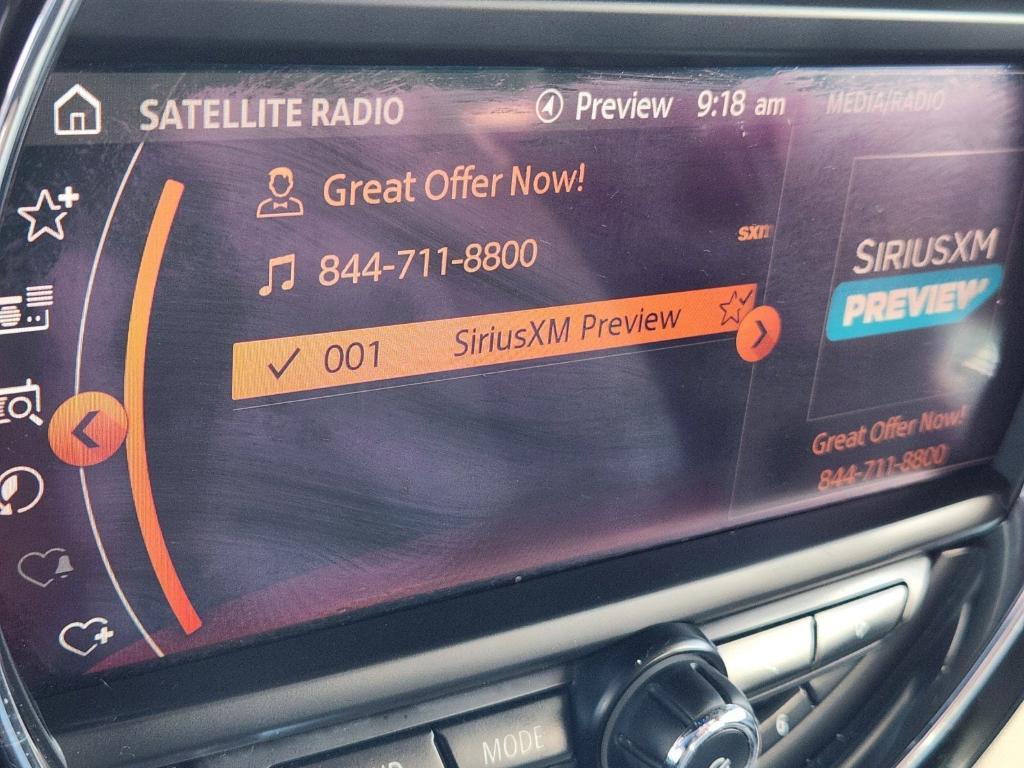 SATELLITE RADIO
Preview 9:18 am
MEDIA/RADIO
Great Offer Now!
844-711-8800
sxm
001 SiriusXM Preview
SIRIUSXM
PREVIEW
Great Offer Now!
844-711-8800
MODE
6